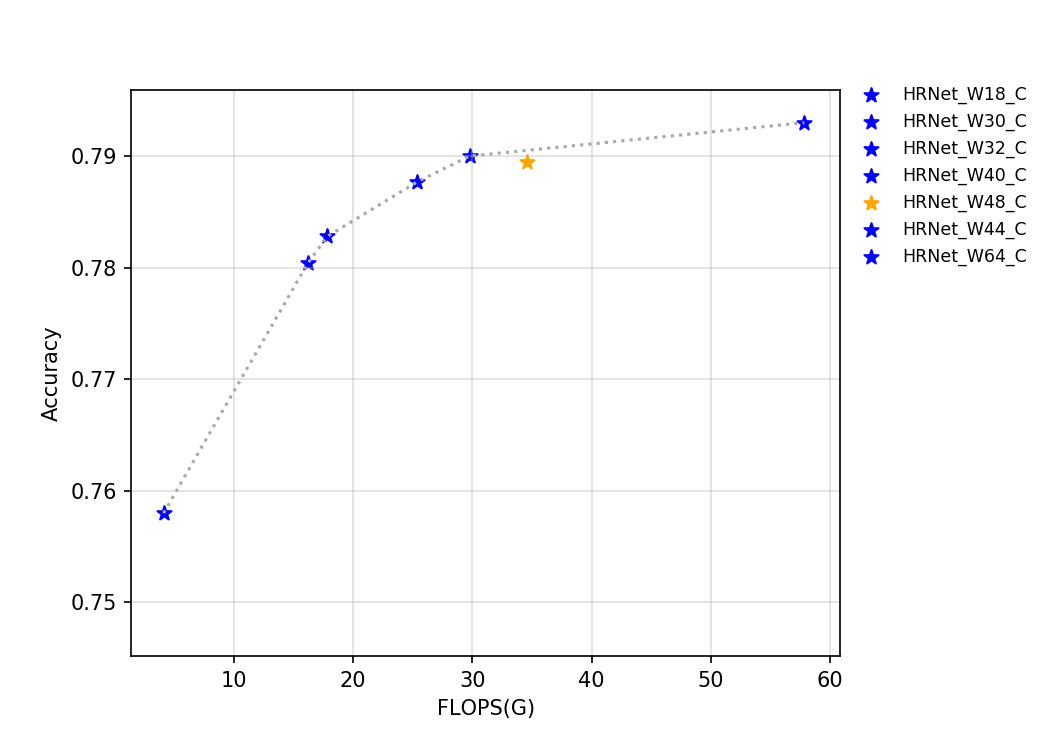 HRNet_W18_C
HRNet_W30_C
HRNet_W32_C
HRNet_W40_C
HRNet_W48_C
HRNet_W44_C
HRNet_W64_C
0.79
0.78
0.77
0.76
0.75
Accuracy
10 20 30 40 50 60
FLOPS(G)